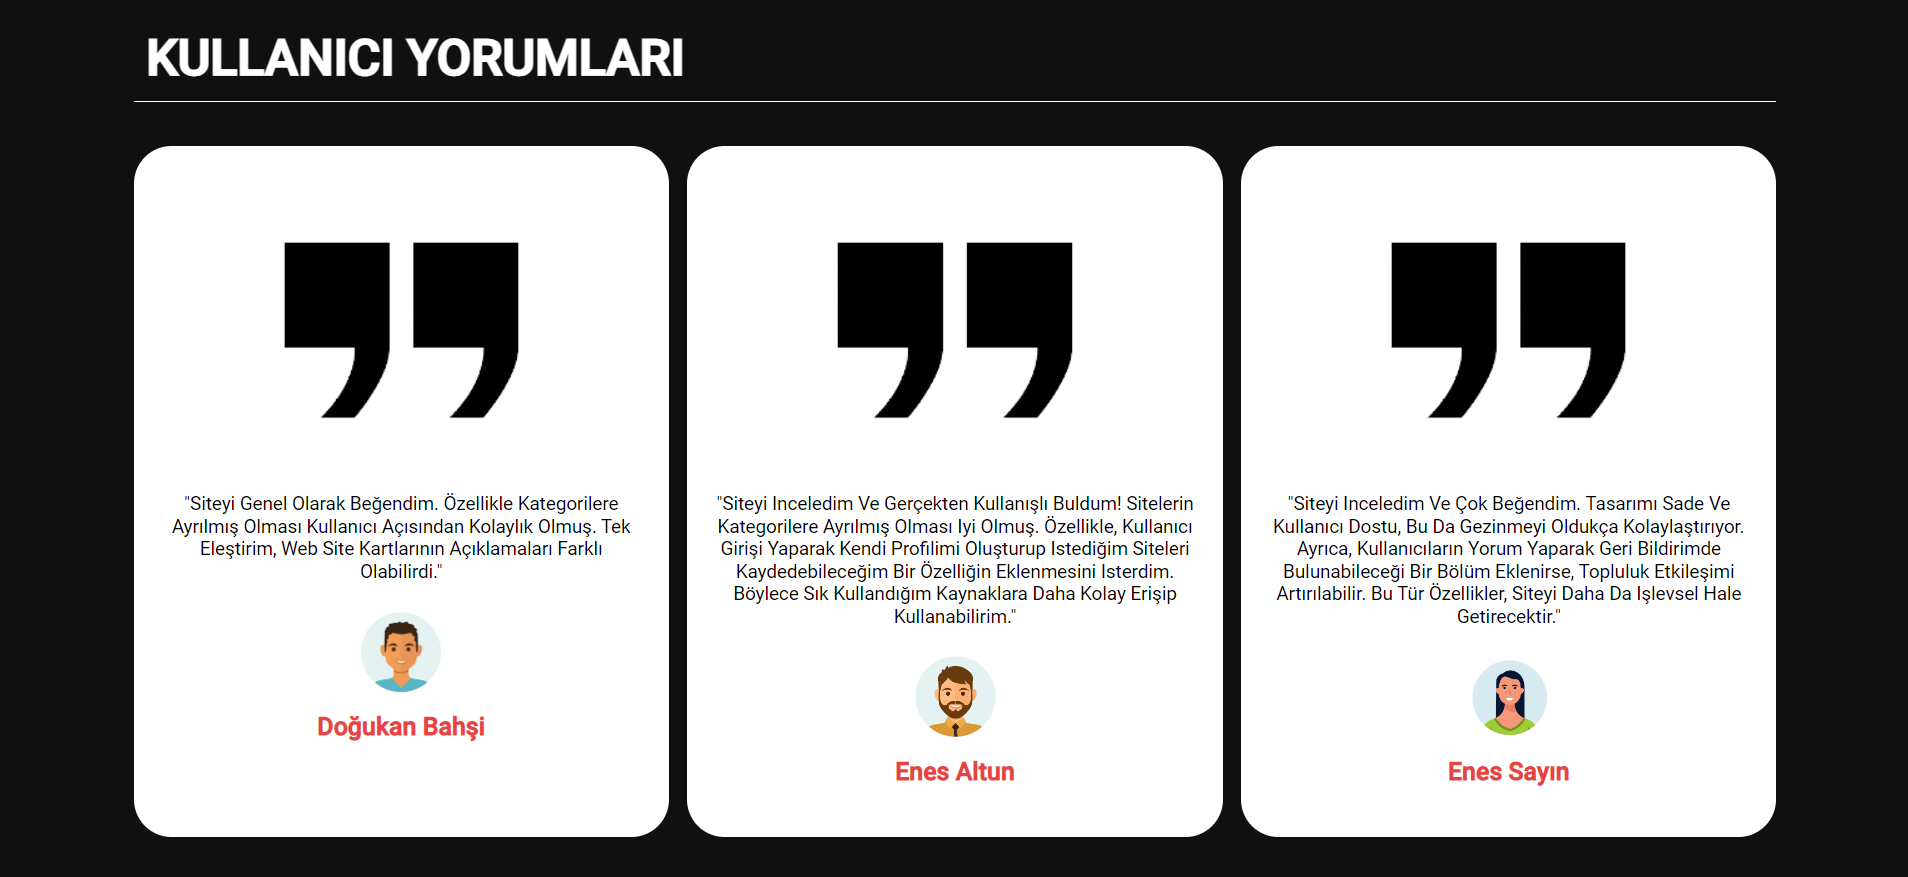 KULLANICI YORUMLARI
"Siteyi Genel Olarak Beğendim. Özellikle Kategorilere
Ayrılmış Olması Kullanıcı Açısından Kolaylık Olmuş. Tek
Eleştirim, Web Site Kartlarının Açıklamaları Farklı
Olabilirdi."
Doğukan Bahşi
"Siteyi Inceledim Ve Gerçekten Kullanışlı Buldum! Sitelerin
Kategorilere Ayrılmış Olması Iyi Olmuş. Özellikle, Kullanıcı
Girişi Yaparak Kendi Profilimi Oluşturup Istediğim Siteleri
Kaydedebileceğim Bir Özelliğin Eklenmesini Isterdim.
Böylece Sık Kullandığım Kaynaklara Daha Kolay Erişip
Kullanabilirim."
Enes Altun
"Siteyi Inceledim Ve Çok Beğendim. Tasarımı Sade Ve
Kullanıcı Dostu, Bu Da Gezinmeyi Oldukça Kolaylaştırıyor.
Ayrıca, Kullanıcıların Yorum Yaparak Geri Bildirimde
Bulunabileceği Bir Bölüm Eklenirse, Topluluk Etkileşimi
Artırılabilir. Bu Tür Özellikler, Siteyi Daha Da Işlevsel Hale
Getirecektir."
Enes Sayın